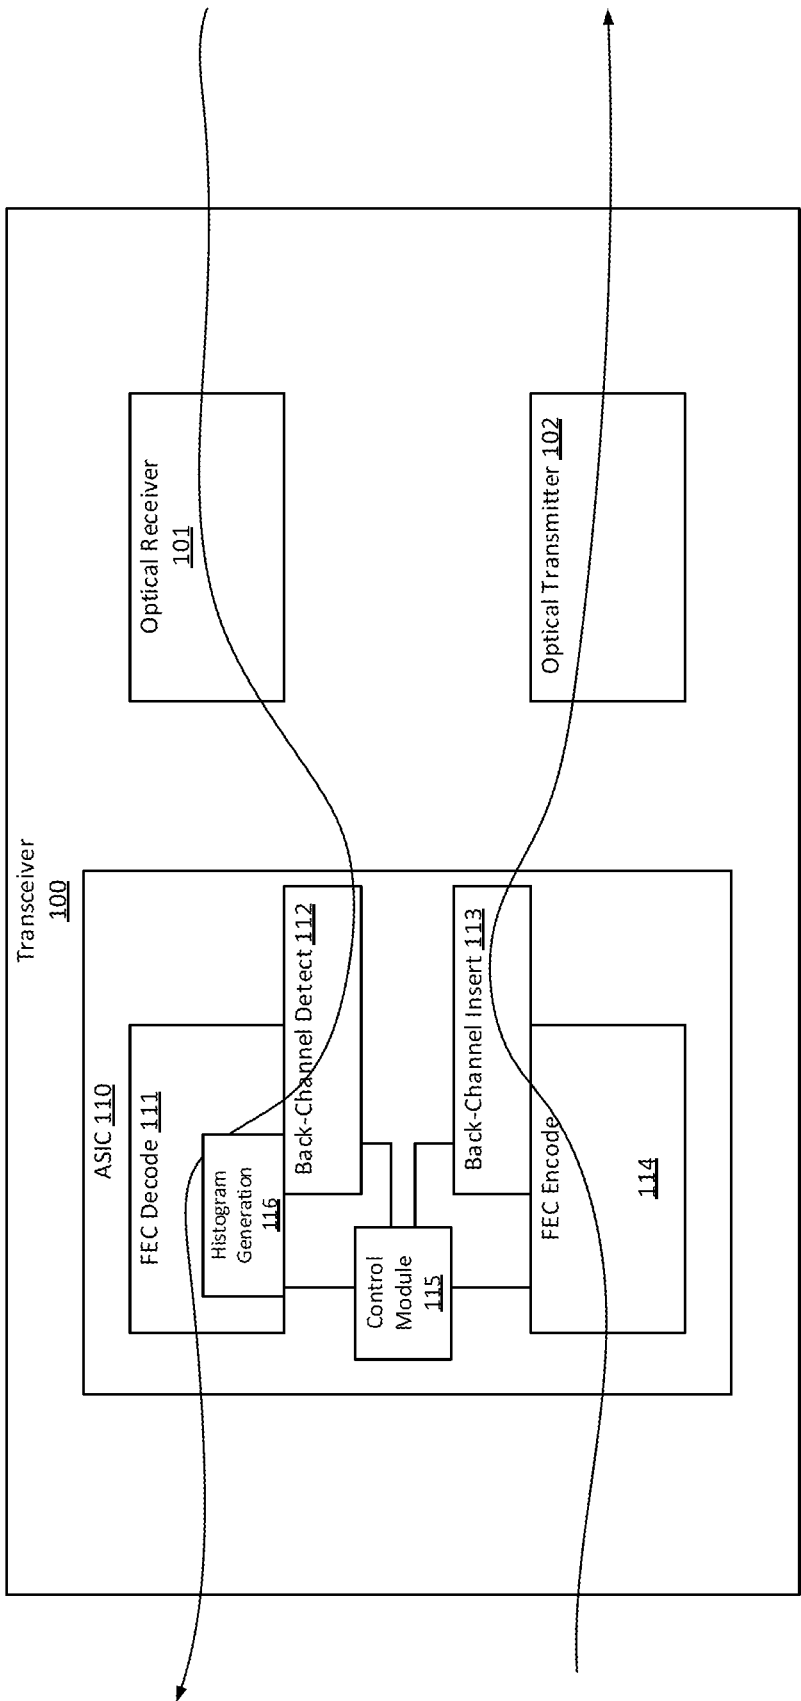 Transceiver
100
ASIC 110
FEC Decode 111
Histogram
Generation
116
Back-Channel Detect 112
Control
Module
115
Back-Channel Insert 113
FEC Encode
114
Optical Receiver
101
Optical Transmitter 102